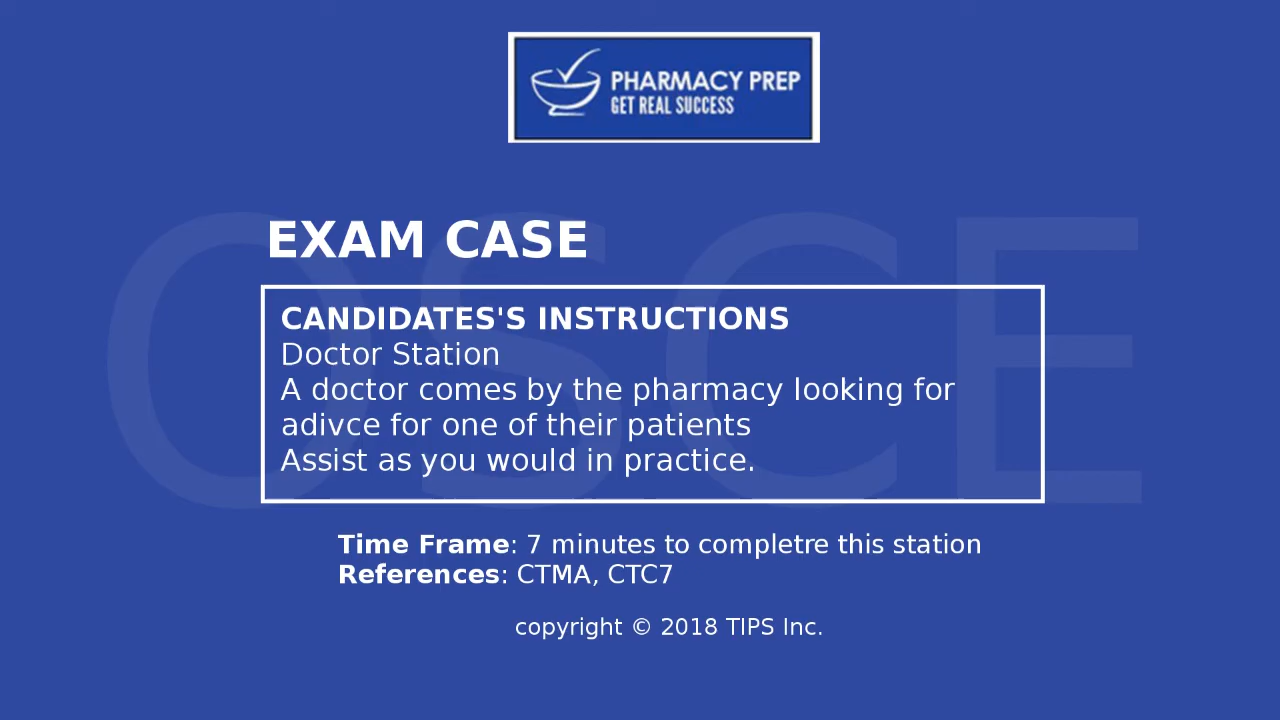 PHARMACY PREP
GET REAL SUCCESS
OSCE
EXAM CASE
CANDIDATES'S INSTRUCTIONS
Doctor Station
A doctor comes by the pharmacy looking for
adivce for one of their patients
Assist as you would in practice.
Time Frame: 7 minutes to completre this station
References: CTMA, CTC7
copyright © 2018 TIPS Inc.